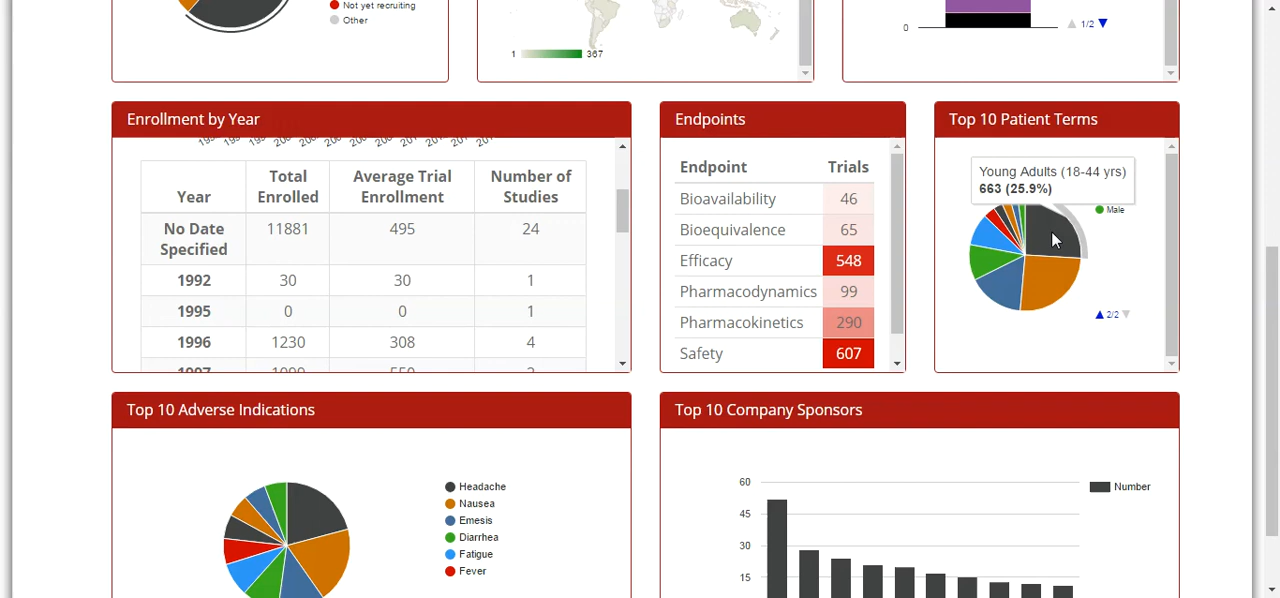 Not yet recruiting
Other
1 367
0
1/2
Enrollment by Year
Year Total Enrolled Average Trial Enrollment Number of Studies
No Date Specified 11881 495 24
1992 30 30 1
1995 0 0 1
1996 1230 308 4
Endpoints
Endpoint Trials
Bioavailability 46
Bioequivalence 65
Efficacy 548
Pharmacodynamics 99
Pharmacokinetics 290
Safety 607
Top 10 Patient Terms
Young Adults (18-44 yrs)
663 (25.9%)
Male
2/2
Top 10 Adverse Indications
Headache
Nausea
Emesis
Diarrhea
Fatigue
Fever
Top 10 Company Sponsors
60
45
30
15
Number